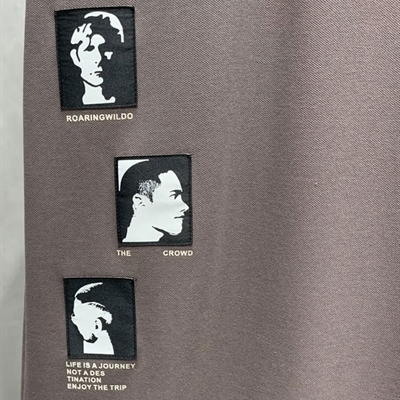 ROARINGWILDO
THE CROWD
LIFE IS A JOURNEY
NOT A DES
TINATION
ENJOY THE TRIP